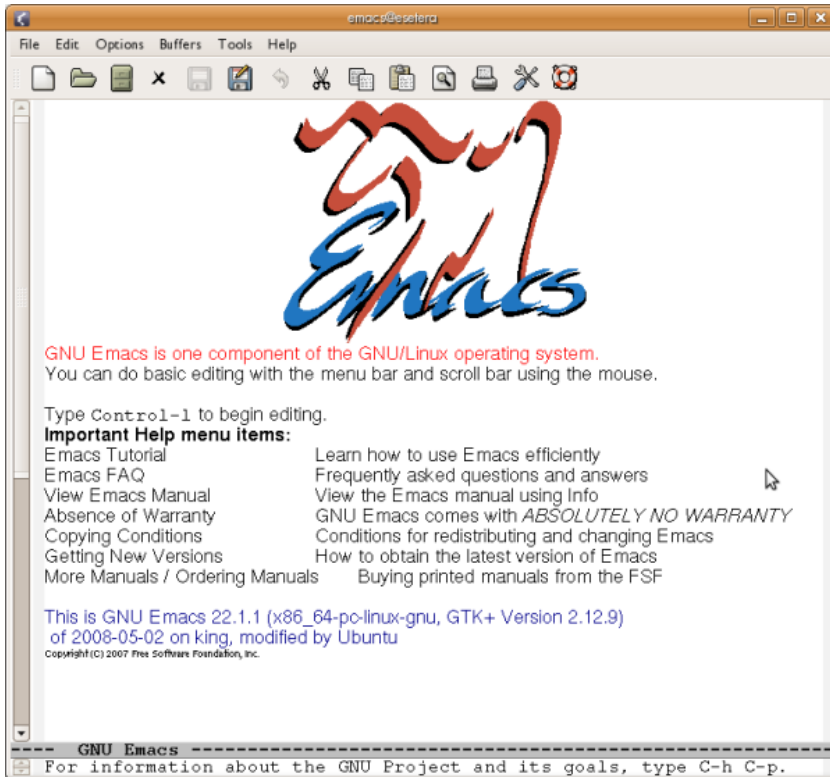 emacs@esetera
File Edit Options Buffers Tools Help
Emacs
GNU Emacs is one component of the GNU/Linux operating system.
You can do basic editing with the menu bar and scroll bar using the mouse.
Type Control-l to begin editing.
Important Help menu items:
Emacs Tutorial Learn how to use Emacs efficiently
Emacs FAQ Frequently asked questions and answers
View Emacs Manual View the Emacs manual using Info
Absence of Warranty GNU Emacs comes with ABSOLUTELY NO WARRANTY
Copying Conditions Conditions for redistributing and changing Emacs
Getting New Versions How to obtain the latest version of Emacs
More Manuals / Ordering Manuals Buying printed manuals from the FSF
This is GNU Emacs 22.1.1 (x86_64-pc-linux-gnu, GTK+ Version 2.12.9)
of 2008-05-02 on king, modified by Ubuntu
Copyright (C) 2007 Free Software Foundation, Inc.
---- GNU Emacs ----------------------------------------------------
For information about the GNU Project and its goals, type C-h C-p.